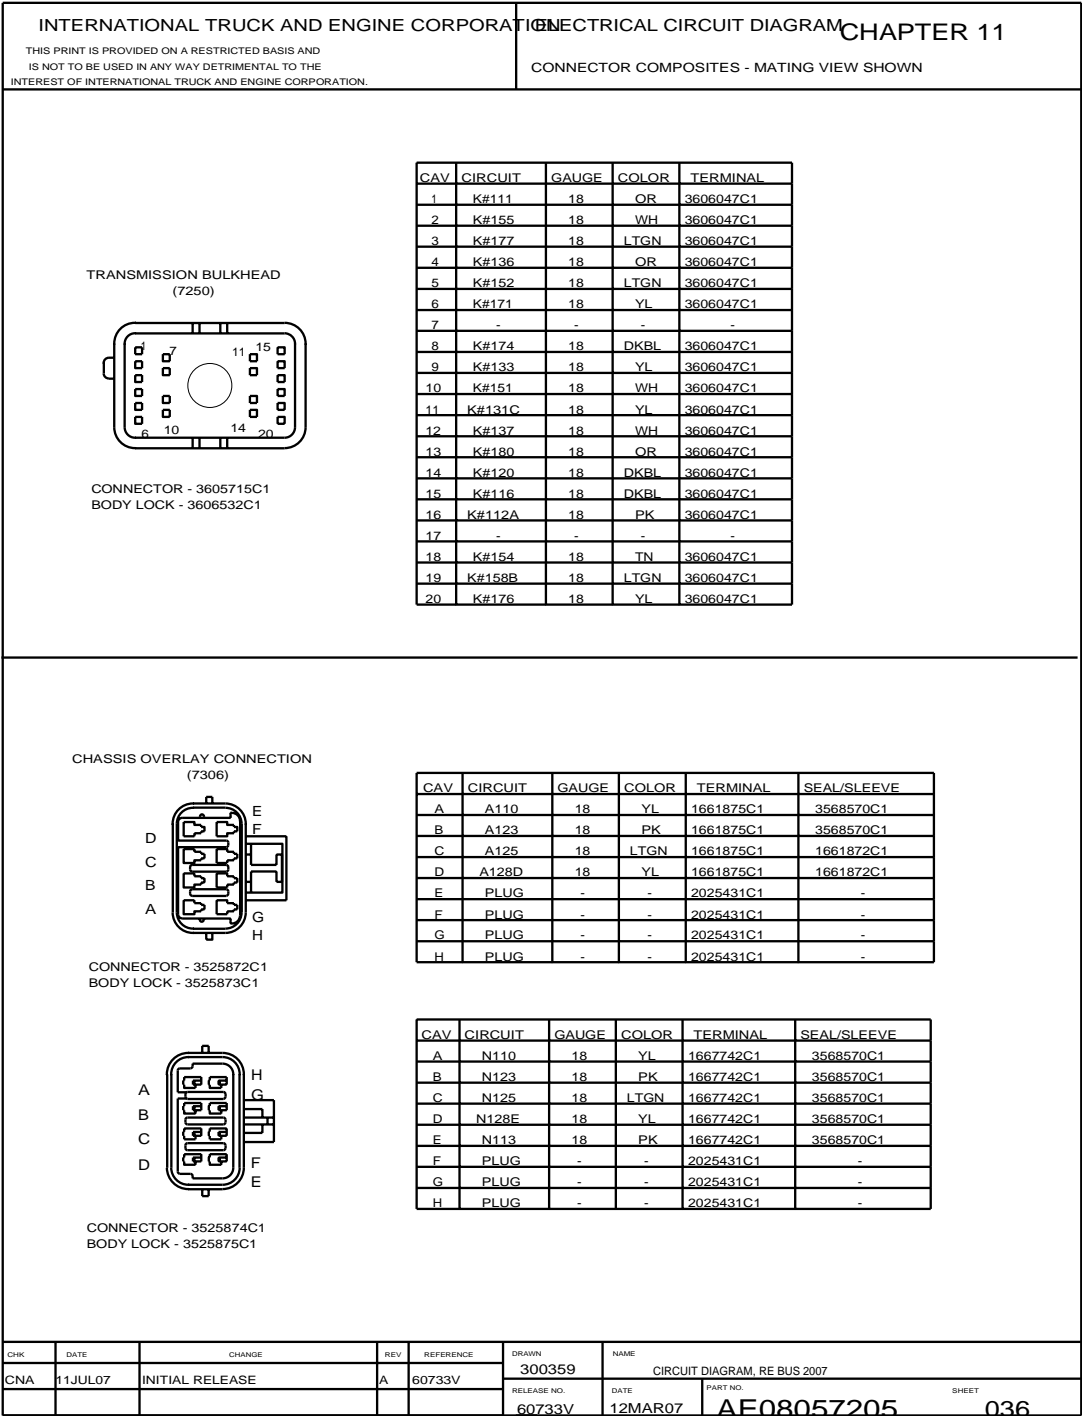 INTERNATIONAL TRUCK AND ENGINE CORPORATION
THIS PRINT IS PROVIDED ON A RESTRICTED BASIS AND
IS NOT TO BE USED IN ANY WAY DETRIMENTAL TO THE
INTEREST OF INTERNATIONAL TRUCK AND ENGINE CORPORATION.
ELECTRICAL CIRCUIT DIAGRAM
CHAPTER 11
CONNECTOR COMPOSITES - MATING VIEW SHOWN
TRANSMISSION BULKHEAD
(7250)
1 7 11 15
6 10 14 20
CONNECTOR - 3605715C1
BODY LOCK - 3606532C1
CAV CIRCUIT GAUGE COLOR TERMINAL
1 K#111 18 OR 3606047C1
2 K#155 18 WH 3606047C1
3 K#177 18 LTGN 3606047C1
4 K#136 18 OR 3606047C1
5 K#152 18 LTGN 3606047C1
6 K#171 18 YL 3606047C1
7 - - - -
8 K#174 18 DKBL 3606047C1
9 K#133 18 YL 3606047C1
10 K#151 18 WH 3606047C1
11 K#131C 18 YL 3606047C1
12 K#137 18 WH 3606047C1
13 K#180 18 OR 3606047C1
14 K#120 18 DKBL 3606047C1
15 K#116 18 DKBL 3606047C1
16 K#112A 18 PK 3606047C1
17 - - - -
18 K#154 18 TN 3606047C1
19 K#158B 18 LTGN 3606047C1
20 K#176 18 YL 3606047C1
CHASSIS OVERLAY CONNECTION
(7306)
E
F
D
C
B
A
G
H
CONNECTOR - 3525872C1
BODY LOCK - 3525873C1
CAV CIRCUIT GAUGE COLOR TERMINAL SEAL/SLEEVE
A A110 18 YL 1661875C1 3568570C1
B A123 18 PK 1661875C1 3568570C1
C A125 18 LTGN 1661875C1 1661872C1
D A128D 18 YL 1661875C1 1661872C1
E PLUG - - 2025431C1 -
F PLUG - - 2025431C1 -
G PLUG - - 2025431C1 -
H PLUG - - 2025431C1 -
H
A
G
B
C
D
F
E
CONNECTOR - 3525874C1
BODY LOCK - 3525875C1
CAV CIRCUIT GAUGE COLOR TERMINAL SEAL/SLEEVE
A N110 18 YL 1667742C1 3568570C1
B N123 18 PK 1667742C1 3568570C1
C N125 18 LTGN 1667742C1 3568570C1
D N128E 18 YL 1667742C1 3568570C1
E N113 18 PK 1667742C1 3568570C1
F PLUG - - 2025431C1 -
G PLUG - - 2025431C1 -
H PLUG - - 2025431C1 -
CHK DATE CHANGE REV REFERENCE
CNA 11JUL07 INITIAL RELEASE A 60733V
DRAWN
300359
NAME
CIRCUIT DIAGRAM, RE BUS 2007
RELEASE NO.
60733V
DATE
12MAR07
PART NO.
AE08057205
SHEET
036